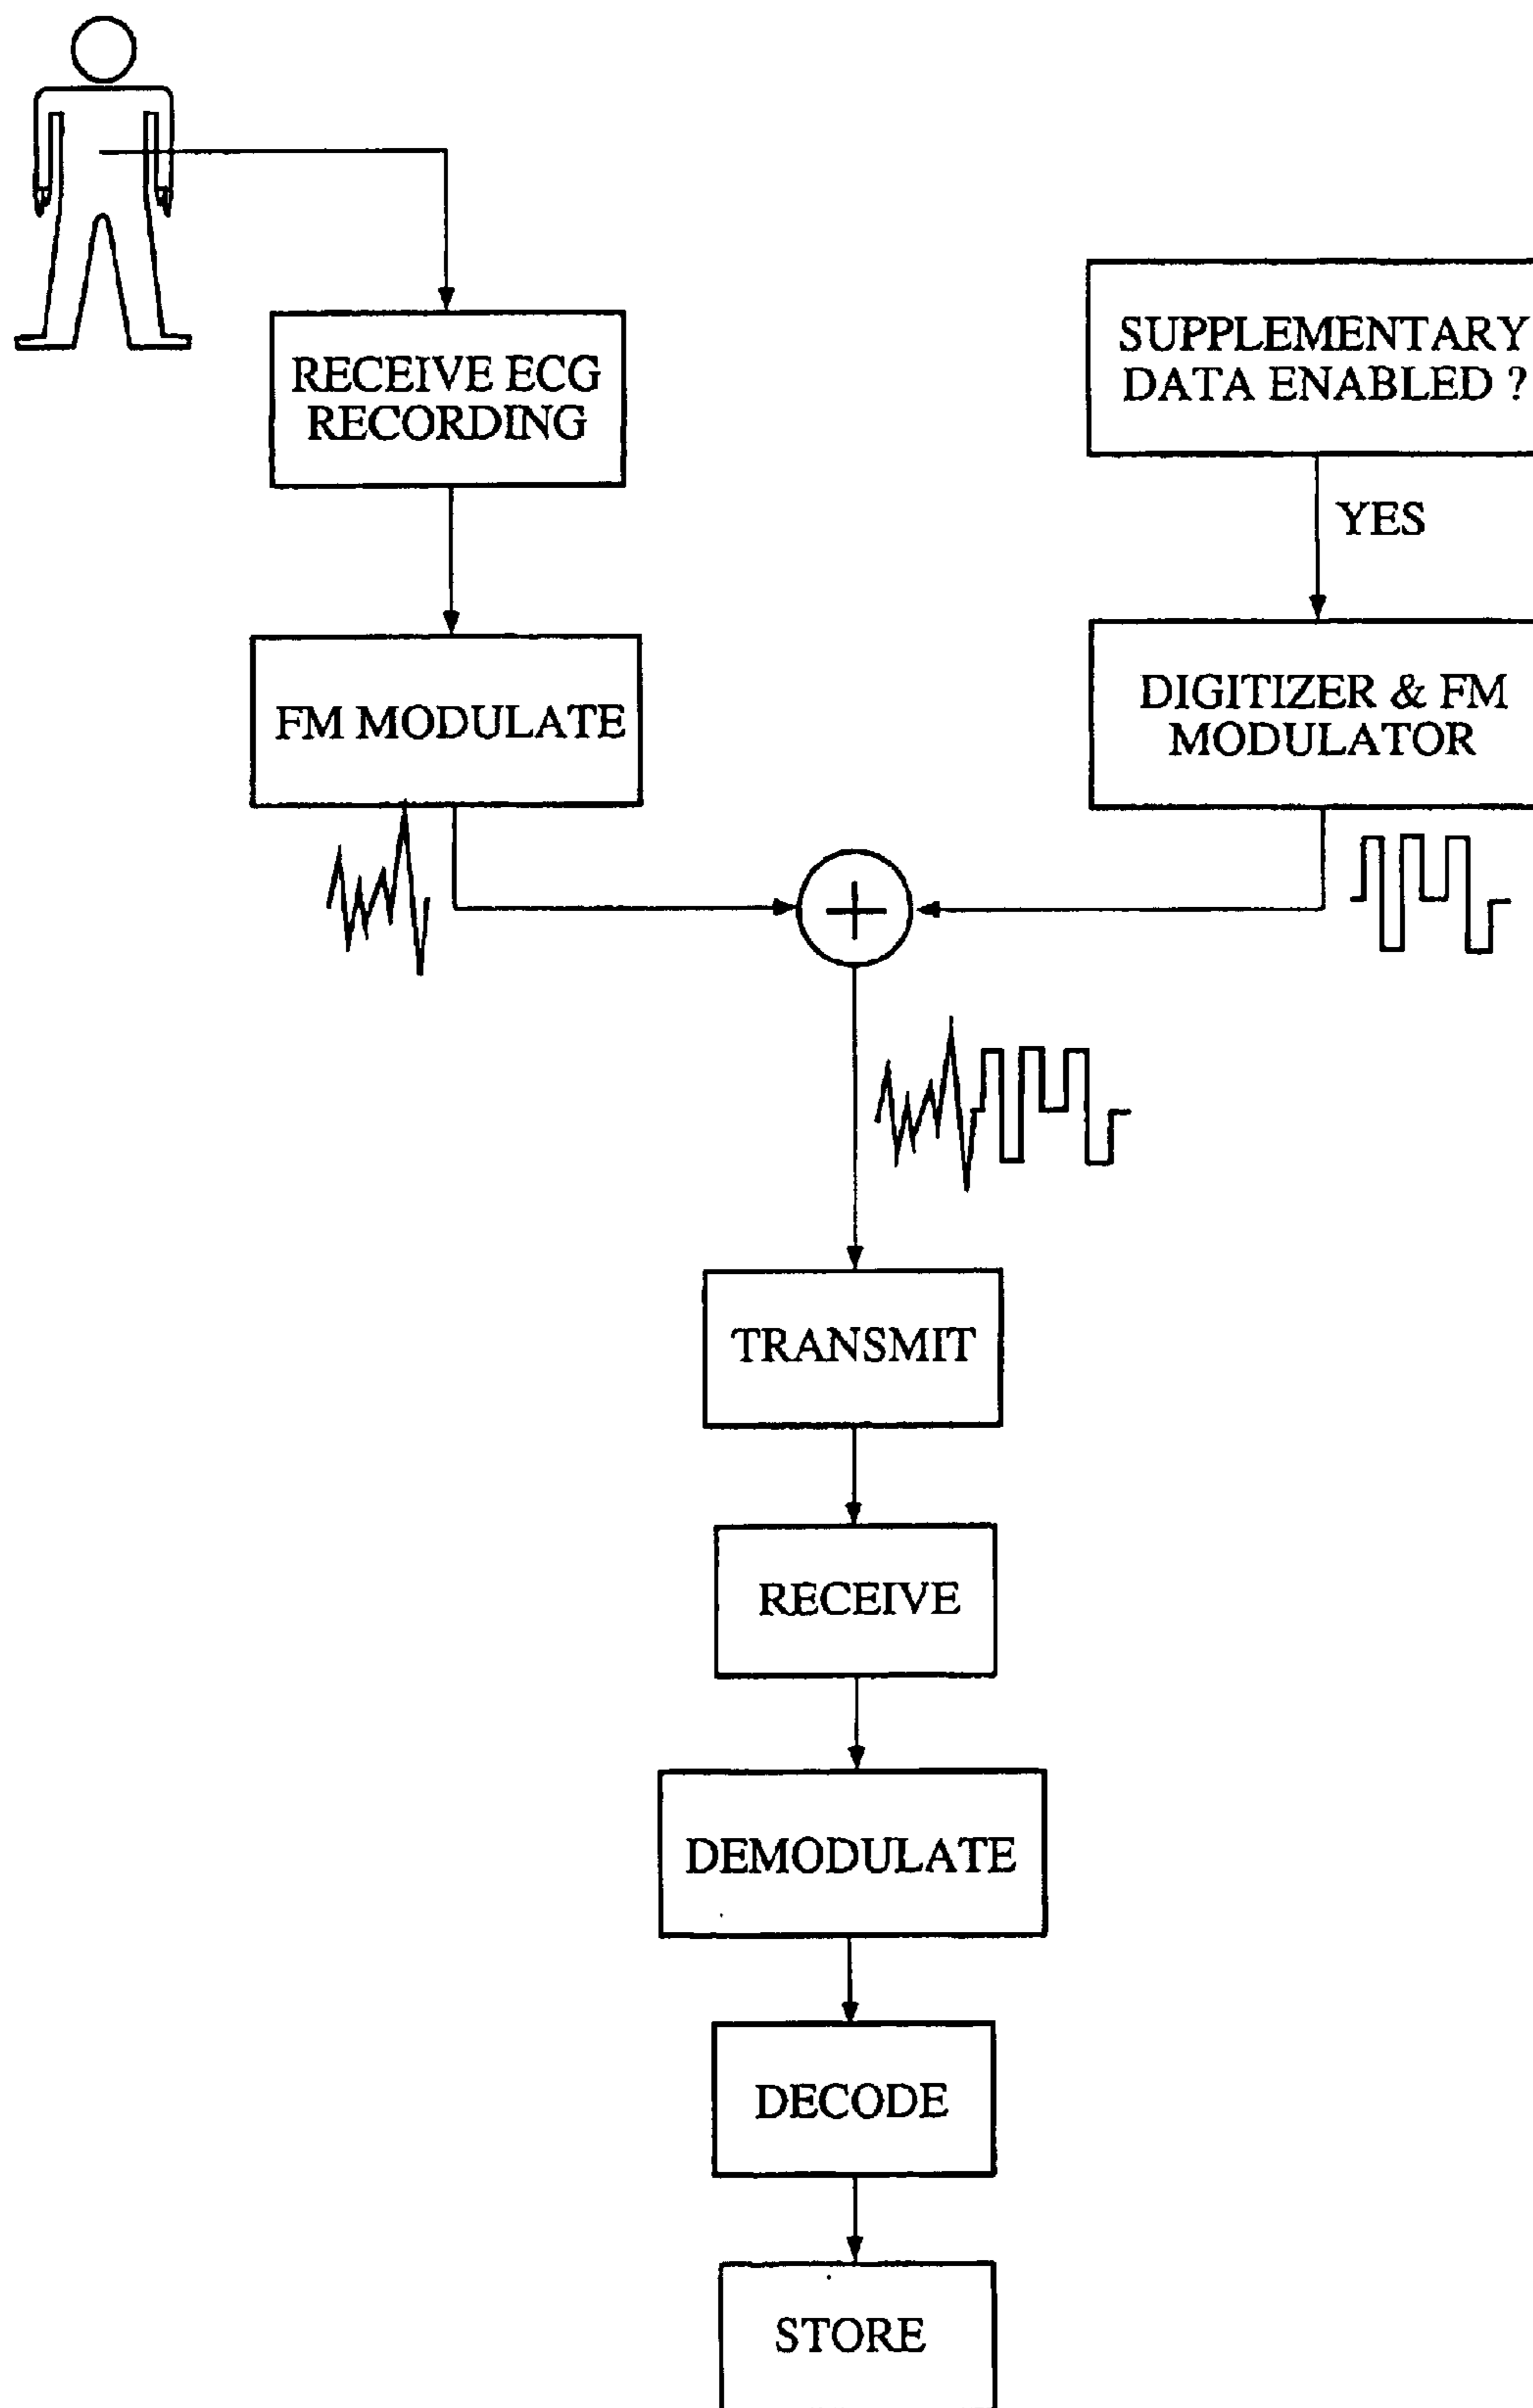 RECEIVE ECG
RECORDING
SUPPLEMENTARY
DATA ENABLED ?
YES
FM MODULATE
DIGITIZER & FM
MODULATOR
TRANSMIT
RECEIVE
DEMODULATE
DECODE
STORE